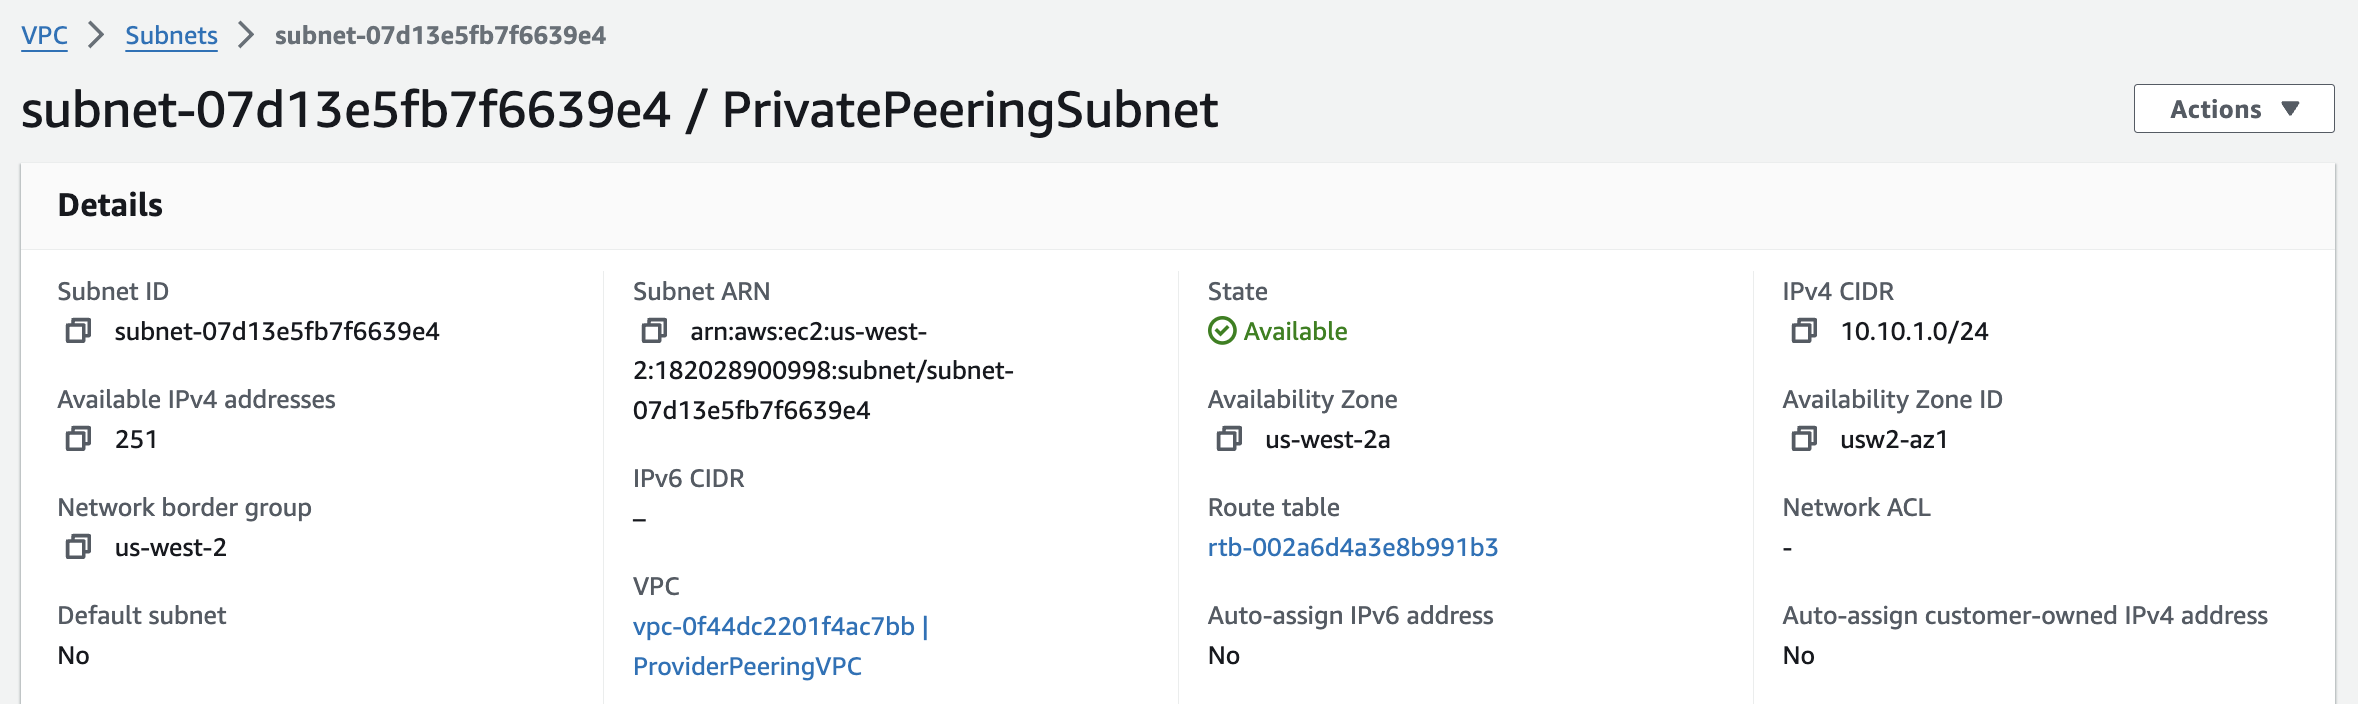 VPC > Subnets > subnet-07d13e5fb7f6639e4
subnet-07d13e5fb7f6639e4 / PrivatePeeringSubnet
Actions ▼
Details
Subnet ID
subnet-07d13e5fb7f6639e4
Available IPv4 addresses
251
Network border group
us-west-2
Default subnet
No
Subnet ARN
arn:aws:ec2:us-west-
2:182028900998:subnet/subnet-
07d13e5fb7f6639e4
IPv6 CIDR
–
VPC
vpc-0f44dc2201f4ac7bb |
ProviderPeeringVPC
State
Available
Availability Zone
us-west-2a
Route table
rtb-002a6d4a3e8b991b3
Auto-assign IPv6 address
No
IPv4 CIDR
10.10.1.0/24
Availability Zone ID
usw2-az1
Network ACL
-
Auto-assign customer-owned IPv4 address
No